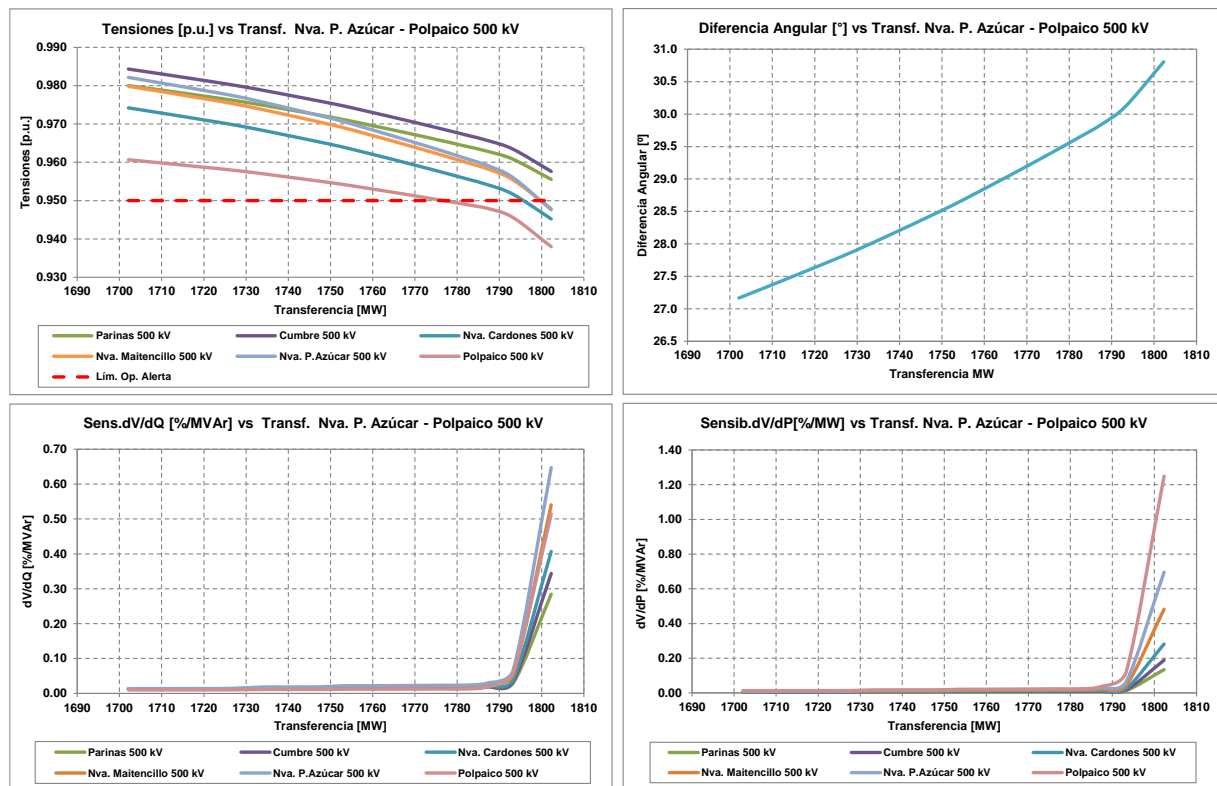 Tensiones [p.u.] vs Transf.  Nva. P. Azúcar - Polpaico 500 kV
0.990
0.980
0.970
0.960
0.950
0.940
0.930
Tensiones [p.u.]
1690 1700 1710 1720 1730 1740 1750 1760 1770 1780 1790 1800 1810
Transferencia [MW]
Parinas 500 kV Cumbre 500 kV Nva. Cardones 500 kV
Nva. Maitencillo 500 kV Nva. P.Azúcar 500 kV Polpaico 500 kV
Lím. Op. Alerta
Diferencia Angular [°] vs Transf. Nva. P. Azúcar - Polpaico 500 kV
31.0
30.5
30.0
29.5
29.0
28.5
28.0
27.5
27.0
26.5
Diferencia Angular [º]
1690 1700 1710 1720 1730 1740 1750 1760 1770 1780 1790 1800 1810
Transferencia MW
Sens.dV/dQ [%/MVAr] vs  Transf.  Nva. P. Azúcar - Polpaico 500 kV
0.70
0.60
0.50
0.40
0.30
0.20
0.10
0.00
dV/dQ [%/MVAr]
1690 1700 1710 1720 1730 1740 1750 1760 1770 1780 1790 1800 1810
Transferencia [MW]
Parinas 500 kV Cumbre 500 kV Nva. Cardones 500 kV
Nva. Maitencillo 500 kV Nva. P.Azúcar 500 kV Polpaico 500 kV
Sensib.dV/dP[%/MW] vs Transf. Nva. P. Azúcar - Polpaico 500 kV
1.40
1.20
1.00
0.80
0.60
0.40
0.20
0.00
dV/dP [%/MVAr]
1690 1700 1710 1720 1730 1740 1750 1760 1770 1780 1790 1800 1810
Transferencia [MW]
Parinas 500 kV Cumbre 500 kV Nva. Cardones 500 kV
Nva. Maitencillo 500 kV Nva. P.Azúcar 500 kV Polpaico 500 kV